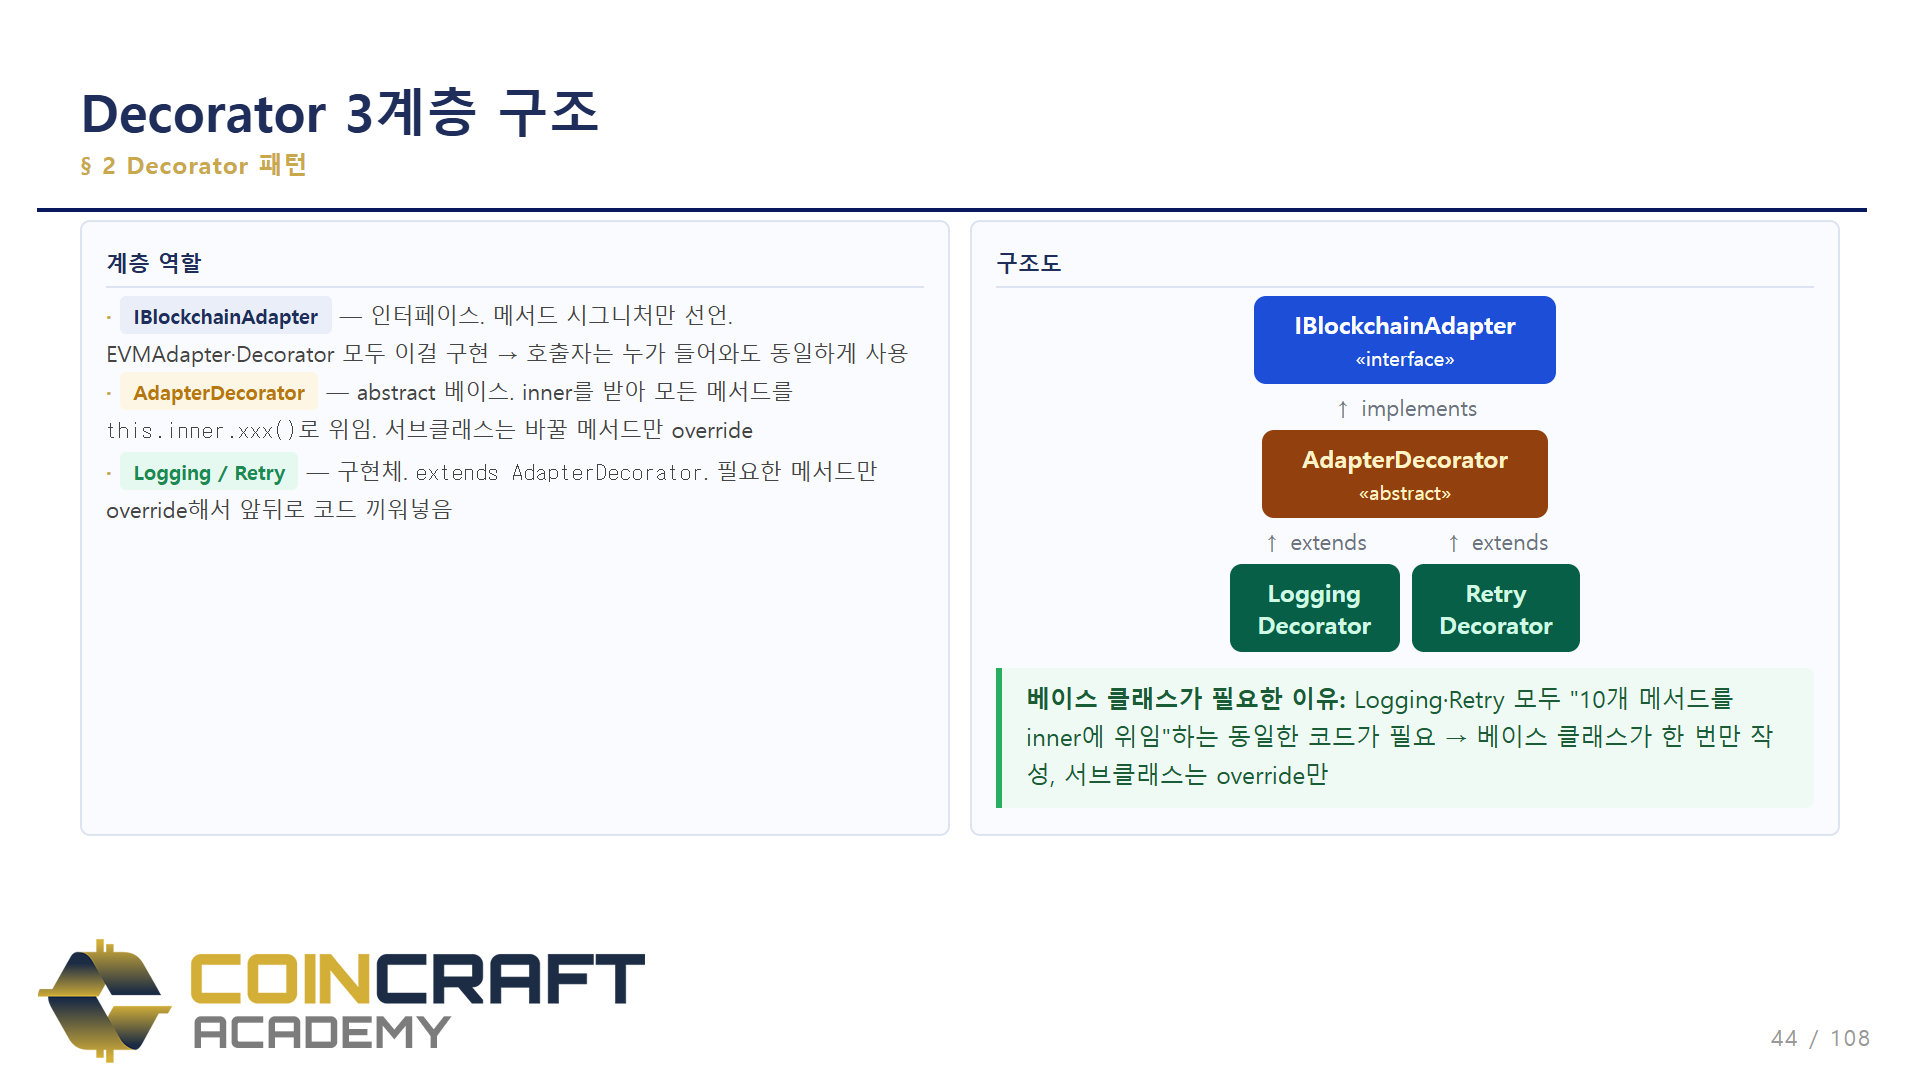 Decorator 3계층 구조
§ 2 Decorator 패턴
계층 역할
· IBlockchainAdapter — 인터페이스. 메서드 시그니처만 선언.
EVMAdapter·Decorator 모두 이걸 구현 → 호출자는 누가 들어와도 동일하게 사용
· AdapterDecorator — abstract 베이스. inner를 받아 모든 메서드를
this.inner.xxx()로 위임. 서브클래스는 바꿀 메서드만 override
· Logging / Retry — 구현체. extends AdapterDecorator. 필요한 메서드만
override해서 앞뒤로 코드 끼워넣음
구조도
IBlockchainAdapter
«interface»
↑ implements
AdapterDecorator
«abstract»
↑ extends ↑ extends
Logging
Decorator
Retry
Decorator
베이스 클래스가 필요한 이유: Logging·Retry 모두 "10개 메서드를
inner에 위임"하는 동일한 코드가 필요 → 베이스 클래스가 한 번만 작
성, 서브클래스는 override만
COINCRAFT
ACADEMY
44 / 108